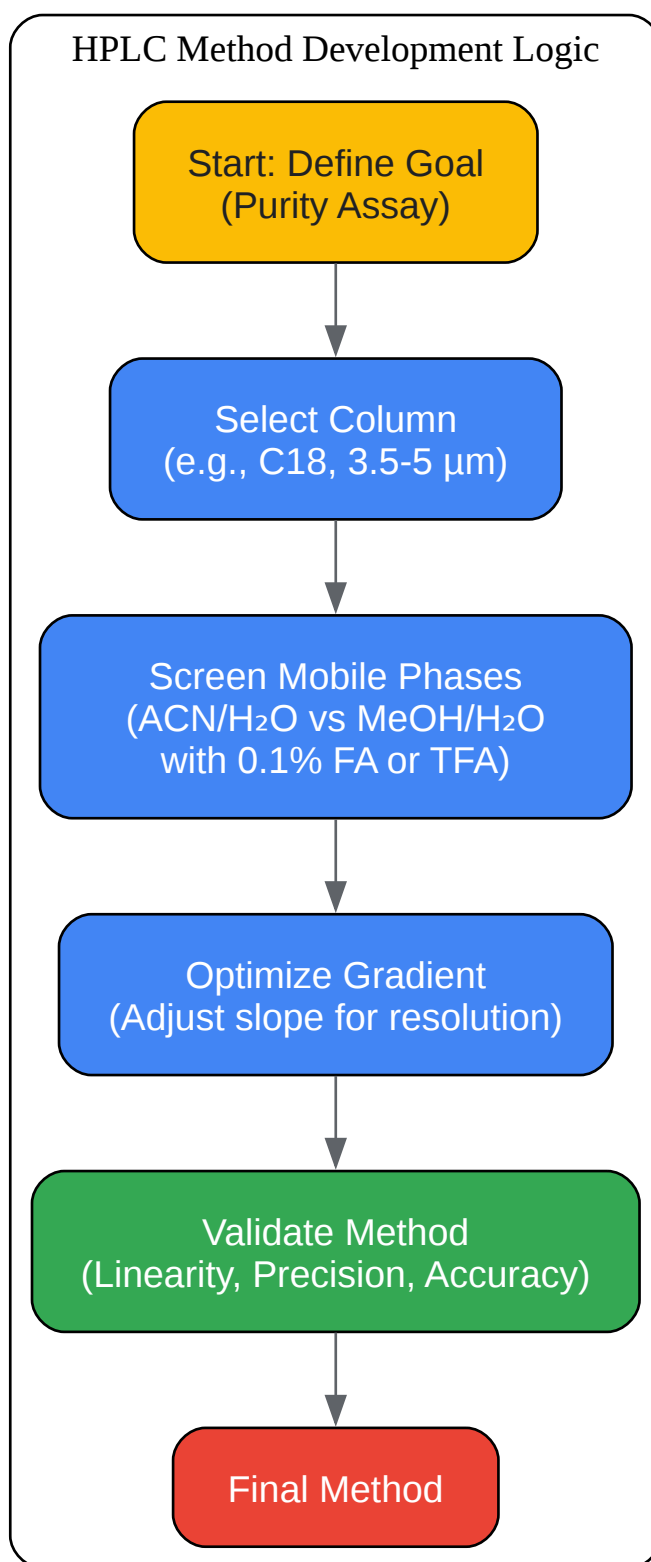 HPLC Method Development Logic
Start: Define Goal
(Purity Assay)
Select Column
(e.g., C18, 3.5-5 µm)
Screen Mobile Phases
(ACN/H₂O vs MeOH/H₂O
with 0.1% FA or TFA)
Optimize Gradient
(Adjust slope for resolution)
Validate Method
(Linearity, Precision, Accuracy)
Final Method